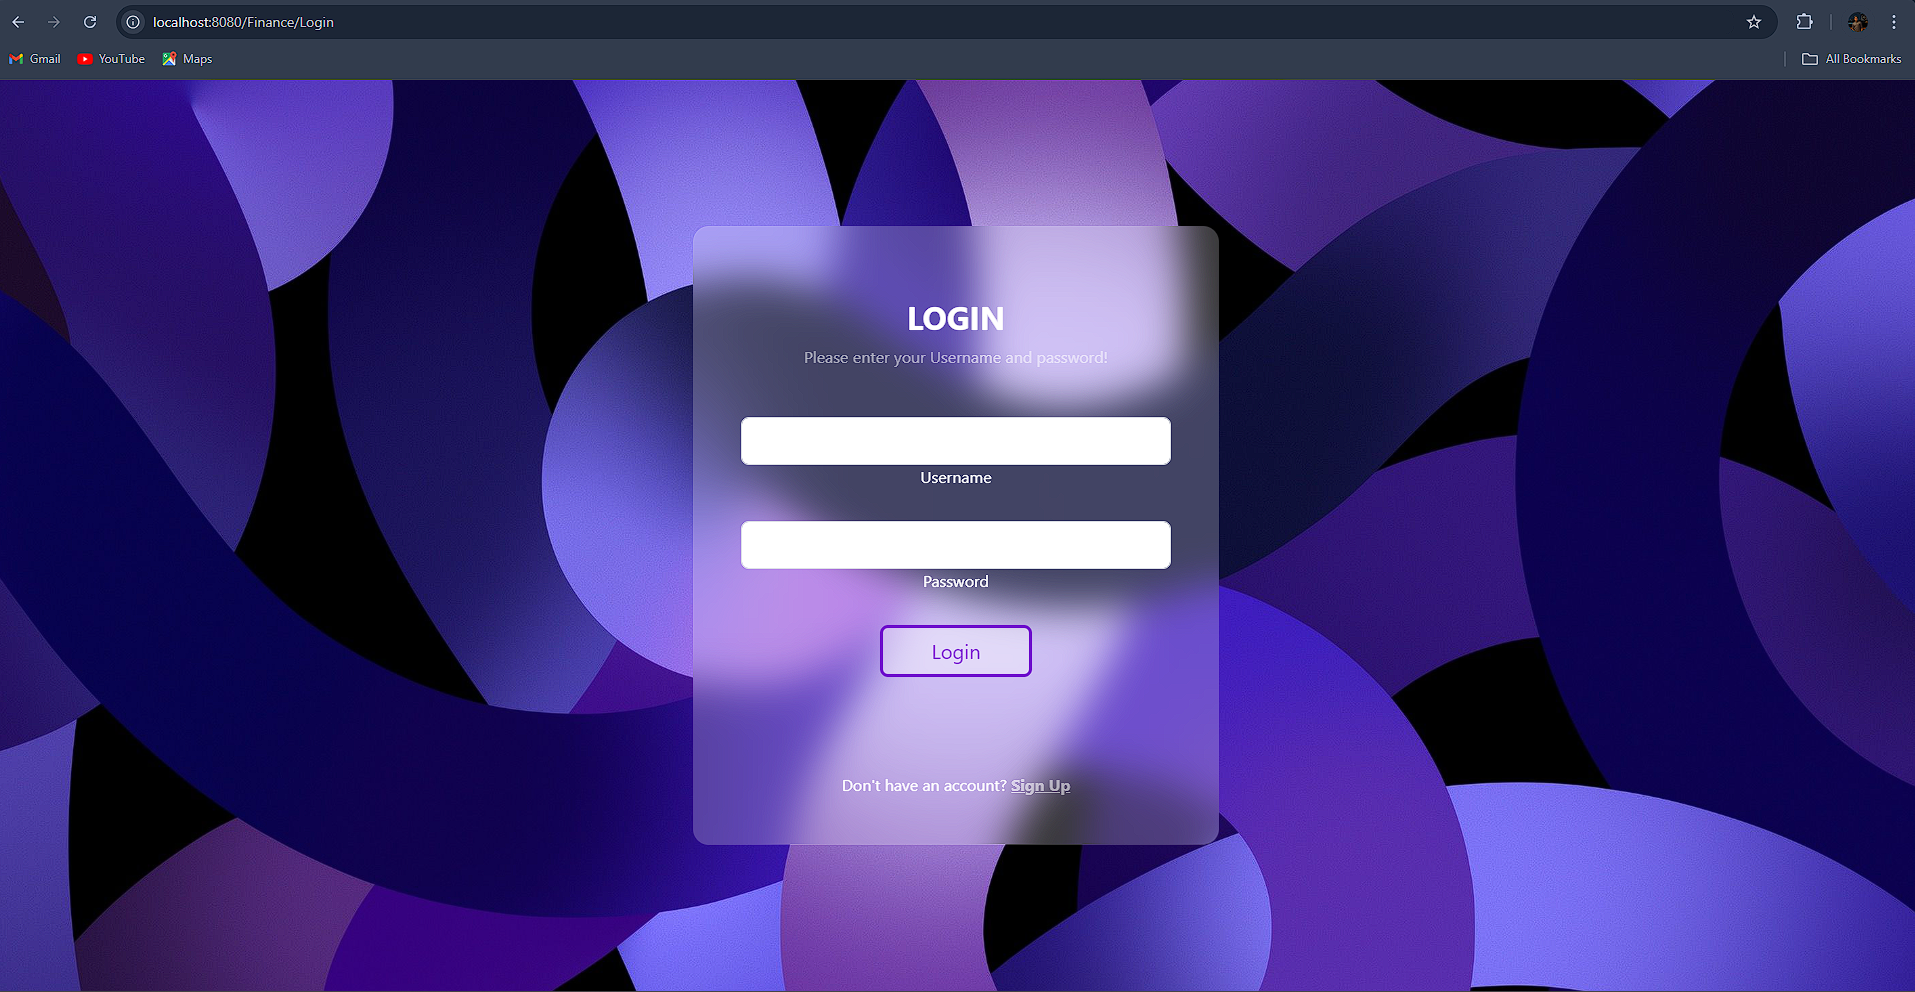 localhost:8080/Finance/Login
Gmail YouTube Maps All Bookmarks
LOGIN
Please enter your Username and password!
Username
Password
Login
Don't have an account? Sign Up